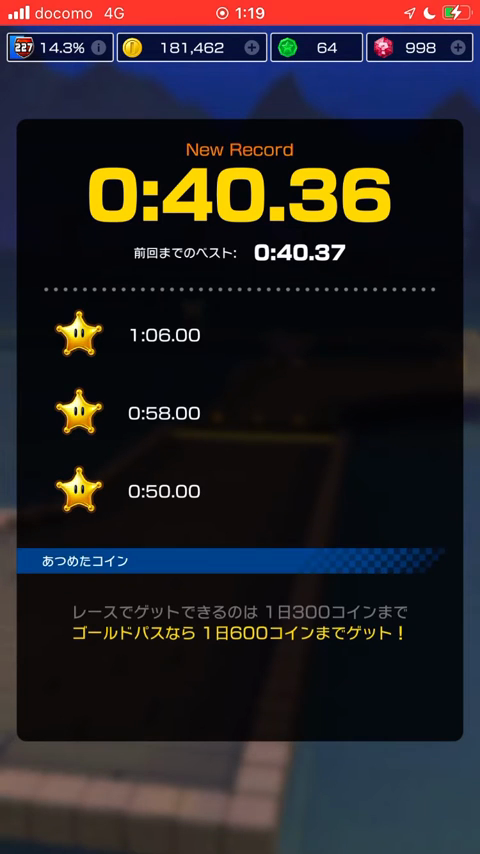 docomo 4G 1:19
227 14.3% 181,462 64 998
New Record
0:40.36
前回までのベスト: 0:40.37
1:06.00
0:58.00
0:50.00
あつめたコイン
レースでゲットできるのは 1日300コインまで
ゴールドパスなら 1日600コインまでゲット！